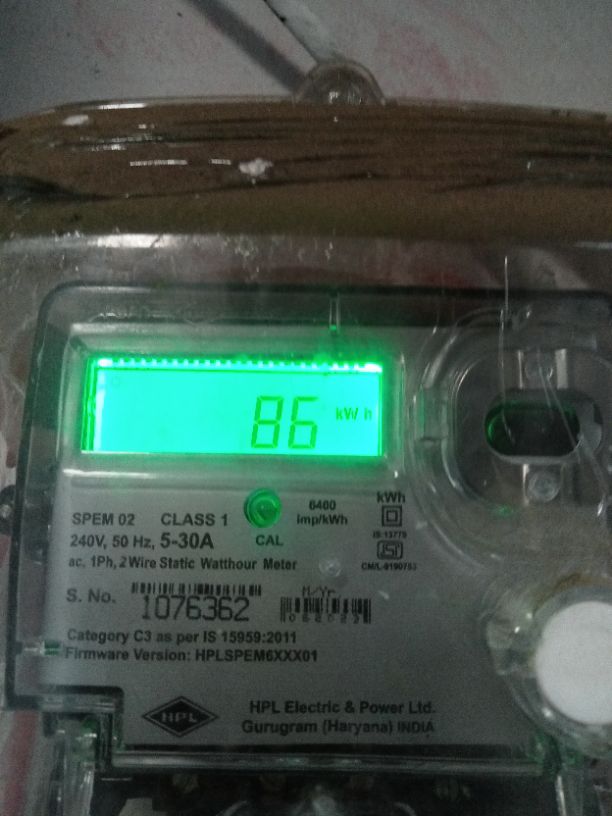 86 kWh
SPEM 02 CLASS 1 6400 imp/kWh kWh
240V, 50 Hz, 5-30A CAL IS 13779
ac, 1Ph, 2 Wire Static Watthour Meter
S. No. 1076362 M/Yr
Category C3 as per IS 15959:2011
Firmware Version: HPLSPEM6XXX01
HPL
HPL Electric & Power Ltd.
Gurugram (Haryana) INDIA